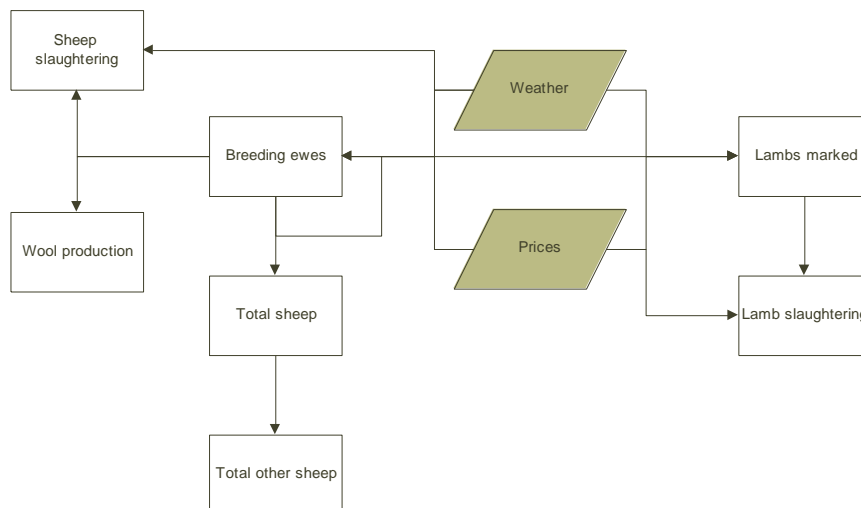 Sheep
slaughtering
Weather
Breeding ewes
Lambs marked
Wool production
Prices
Total sheep
Lamb slaughtering
Total other sheep